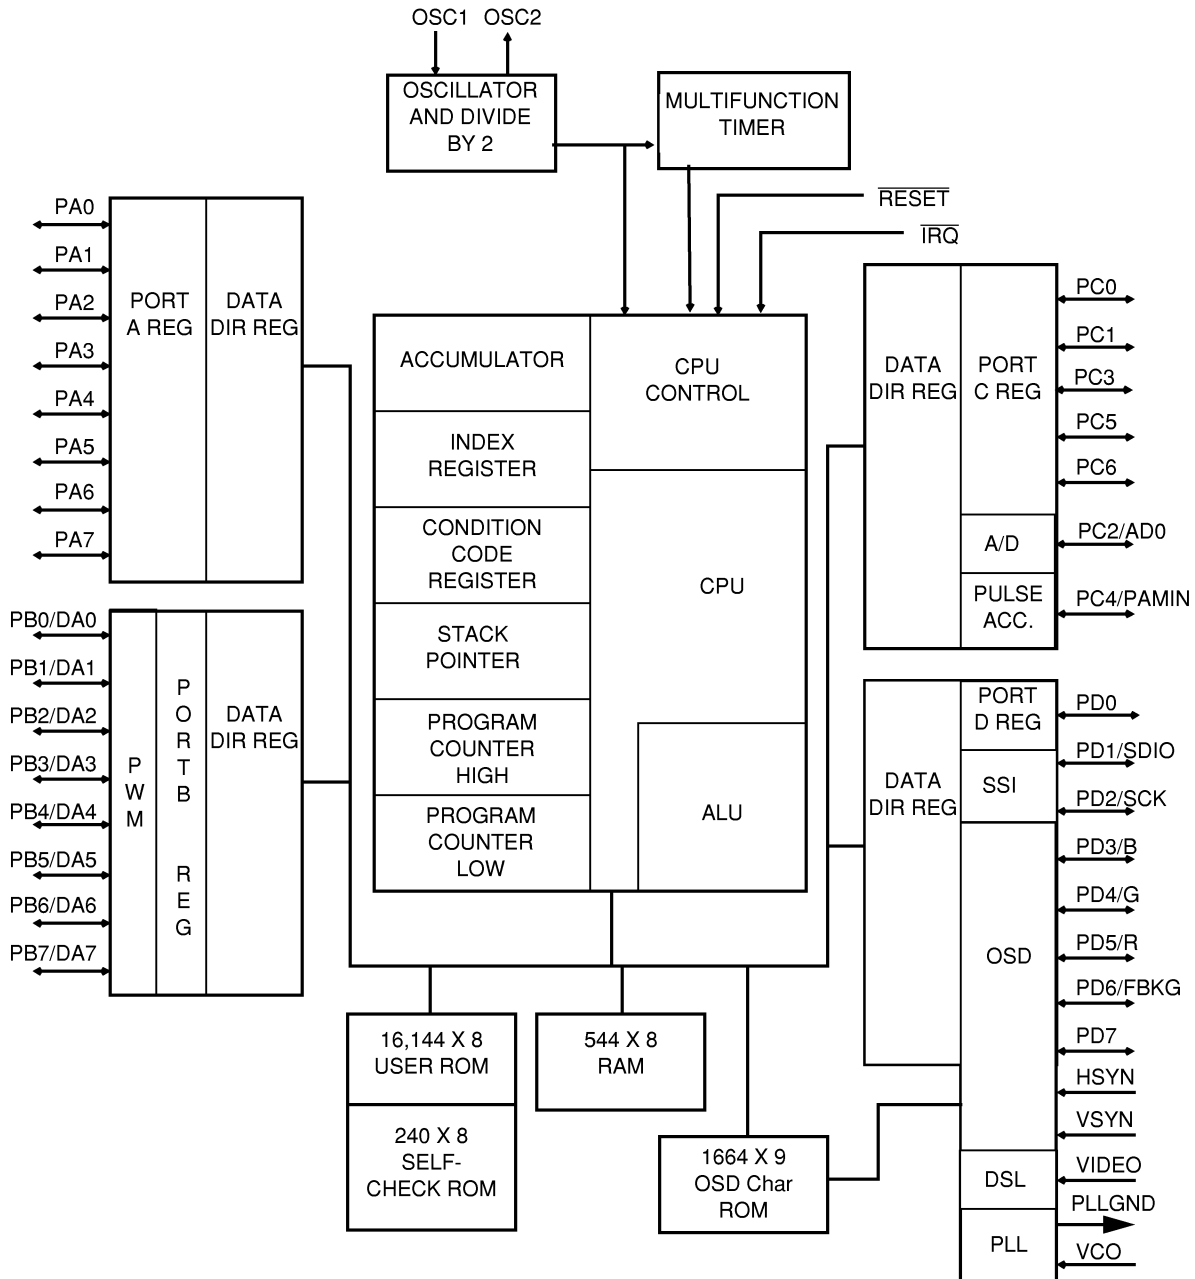 OSC1 OSC2
OSCILLATOR
AND DIVIDE
BY 2
MULTIFUNCTION
TIMER
RESET
IRQ
PA0
PA1
PA2
PA3
PA4
PA5
PA6
PA7
PORT
A REG
DATA
DIR REG
PB0/DA0
PB1/DA1
PB2/DA2
PB3/DA3
PB4/DA4
PB5/DA5
PB6/DA6
PB7/DA7
PWM
PORTB REG
DATA
DIR REG
ACCUMULATOR
INDEX
REGISTER
CONDITION
CODE
REGISTER
STACK
POINTER
PROGRAM
COUNTER
HIGH
PROGRAM
COUNTER
LOW
CPU
CONTROL
CPU
ALU
DATA
DIR REG
PORT
C REG
A/D
PULSE
ACC.
PC0
PC1
PC3
PC5
PC6
PC2/AD0
PC4/PAMIN
DATA
DIR REG
PORT
D REG
SSI
OSD
DSL
PLL
PD0
PD1/SDIO
PD2/SCK
PD3/B
PD4/G
PD5/R
PD6/FBKG
PD7
HSYN
VSYN
VIDEO
PLLGND
VCO
16,144 X 8
USER ROM
240 X 8
SELF-
CHECK ROM
544 X 8
RAM
1664 X 9
OSD Char
ROM